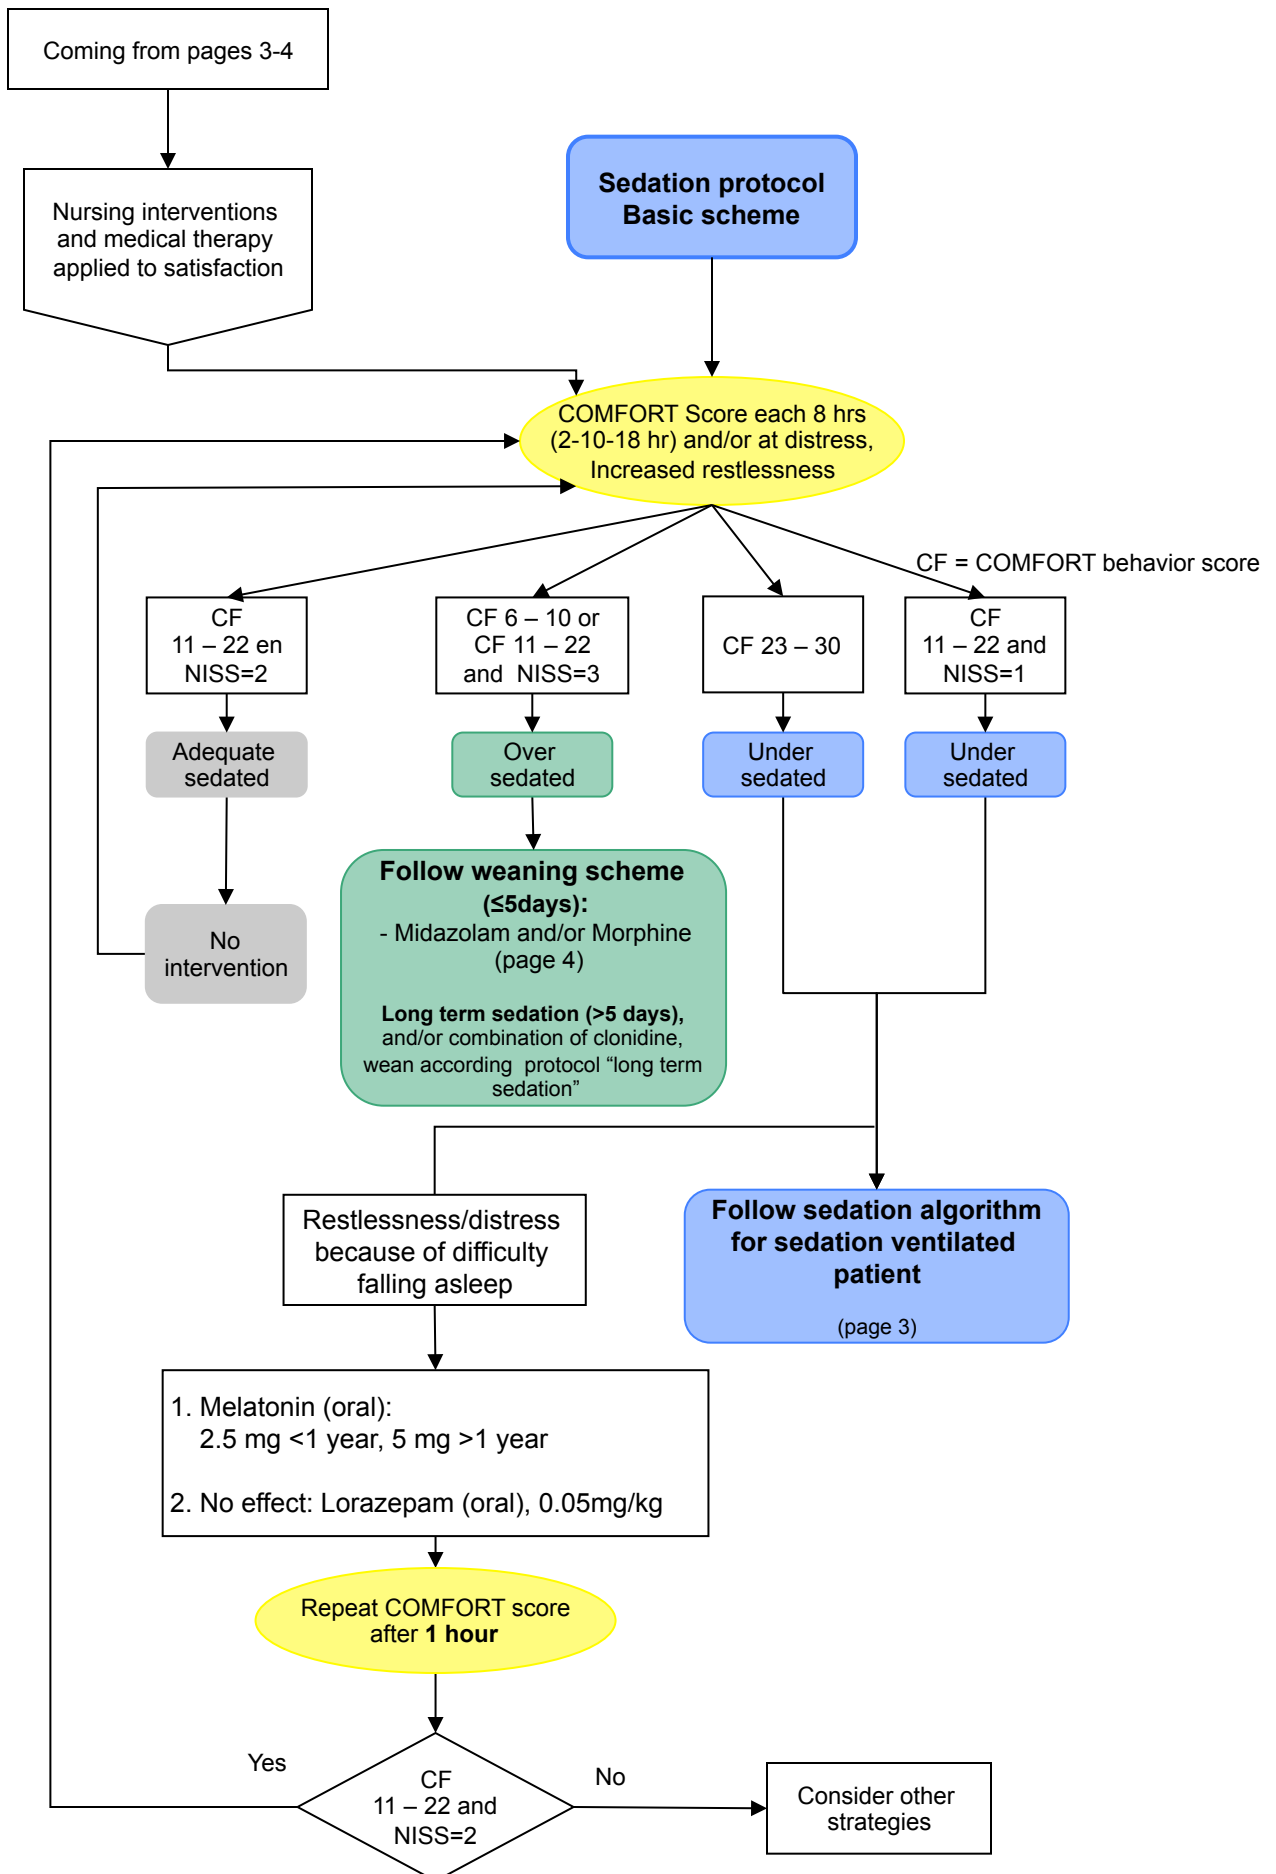 Coming from pages 3-4
Nursing interventions
and medical therapy
applied to satisfaction
Sedation protocol
Basic scheme
COMFORT Score each 8 hrs
(2-10-18 hr) and/or at distress,
Increased restlessness
CF = COMFORT behavior score
CF
11 – 22 en
NISS=2
CF 6 – 10 or
CF 11 – 22
and NISS=3
CF 23 – 30
CF
11 – 22 and
NISS=1
Adequate
sedated
Over
sedated
Under
sedated
Under
sedated
No
intervention
Follow weaning scheme
(≤5days):
- Midazolam and/or Morphine
(page 4)
Long term sedation (>5 days),
and/or combination of clonidine,
wean according protocol “long term
sedation”
Restlessness/distress
because of difficulty
falling asleep
Follow sedation algorithm
for sedation ventilated
patient
(page 3)
1. Melatonin (oral):
2.5 mg <1 year, 5 mg >1 year
2. No effect: Lorazepam (oral), 0.05mg/kg
Repeat COMFORT score
after 1 hour
Yes
CF
11 – 22 and
NISS=2
No
Consider other
strategies